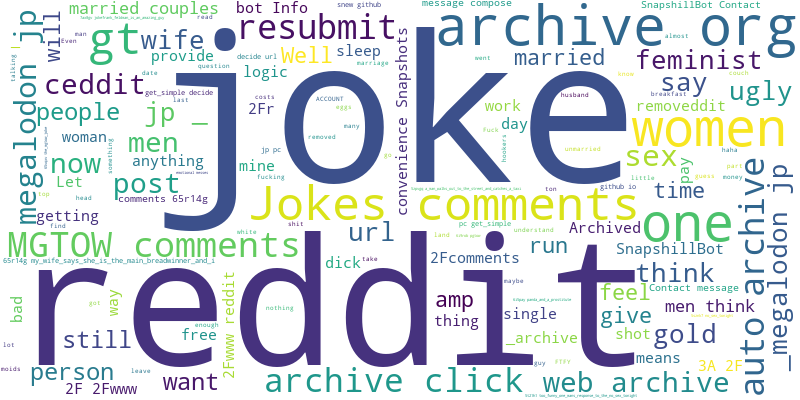 married couples
bot Info
snew github
message compose
SnapshillBot Contact
read
man
Even
will
gt
wife
resubmit
archive org
decide url
almost
talking |
provide
Well
sleep
marriage
went
married
feminist
date
question
logic
know
couch
ceddit
get_simple decide
say
breakfast
ugly
megalodon jp
people
last
costs
ACCOUNT
eggs
husband
work
removeddit
2Fr
joke
women
woman
jp _
men
removed
many
day
Fuck
hookers
now
anything
jp pc
go
sex
unmarried
haha
something
mine
fucking
convenience Snapshots
github io
pay
part
guess
money
Let
post
comments 65r14g
ton
little
time
top
head
shit
Jokes comments
one
auto archive
_megalodon jp
getting
white
url
land
understand
pc get_simple
Archived
MGTOW comments
run
SnapshillBot
65r14g my_wife_says_she_is_the_main_breadwinner_and_i
dick
take
2Fcomments
think
Contact message
reddit
bad
way
got
2Fwww reddit
nothing
amp
maybe
feel
men think
thing
single
give
still
free
enough
_archive
shot
gold
lot
person
guy
FTFY
means
3A 2F
moids
2F 2Fwww
leave
want
archive click
web archive